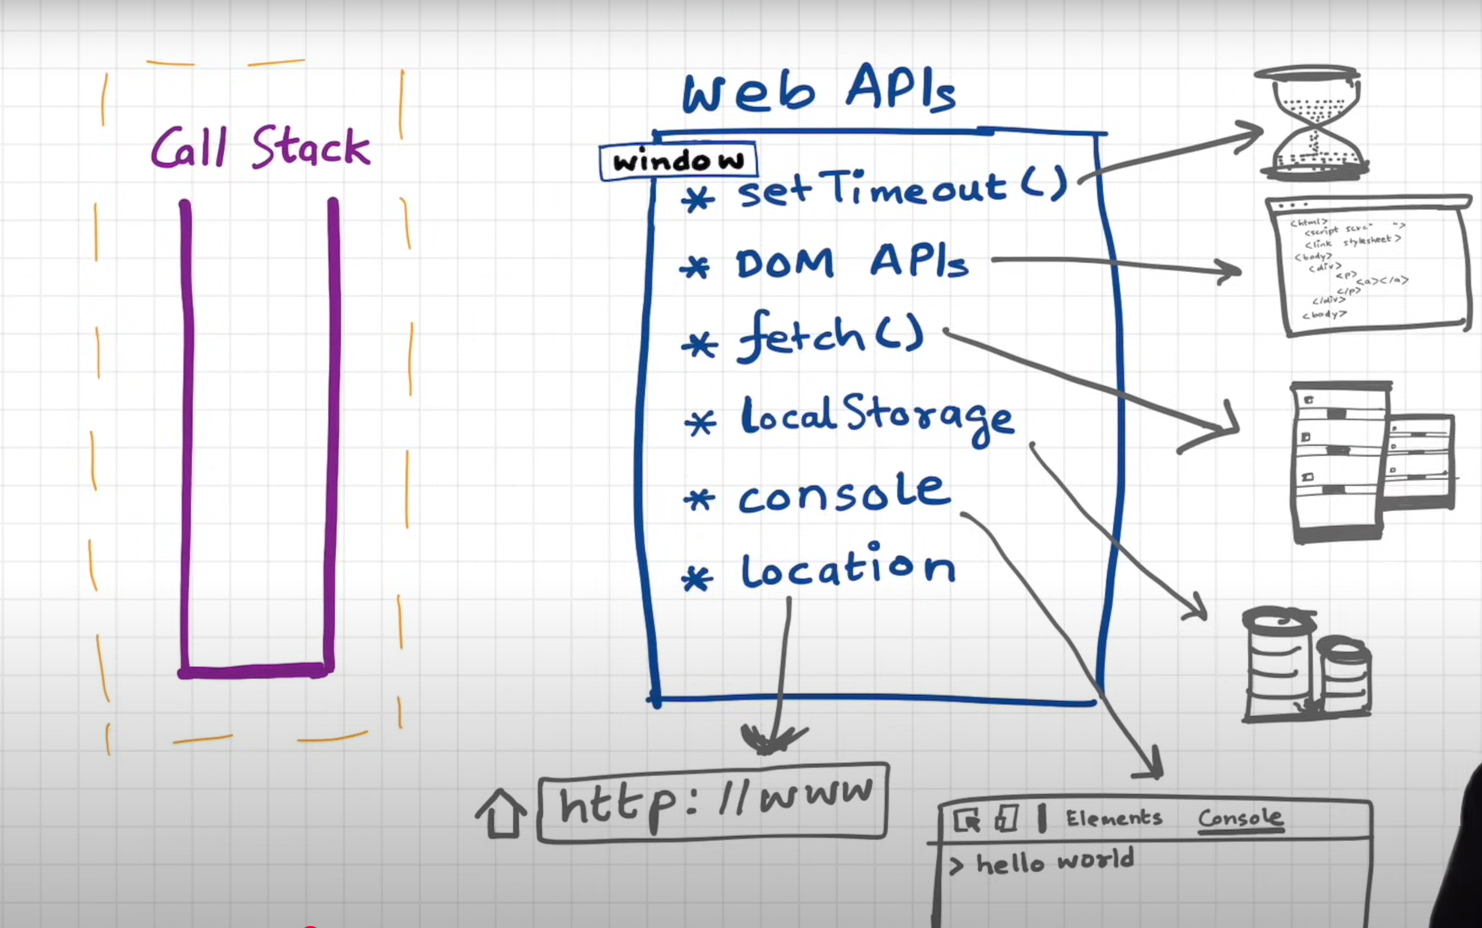 Call Stack
Web APIs
window
* setTimeout()
* DOM APIs
* fetch()
* localStorage
* console
* location
<html>
<script scr=" ">
<link stylesheet>
<body>
<div>
<p>
<a></a>
</p>
</div>
<body>
http://www
Elements Console
> hello world